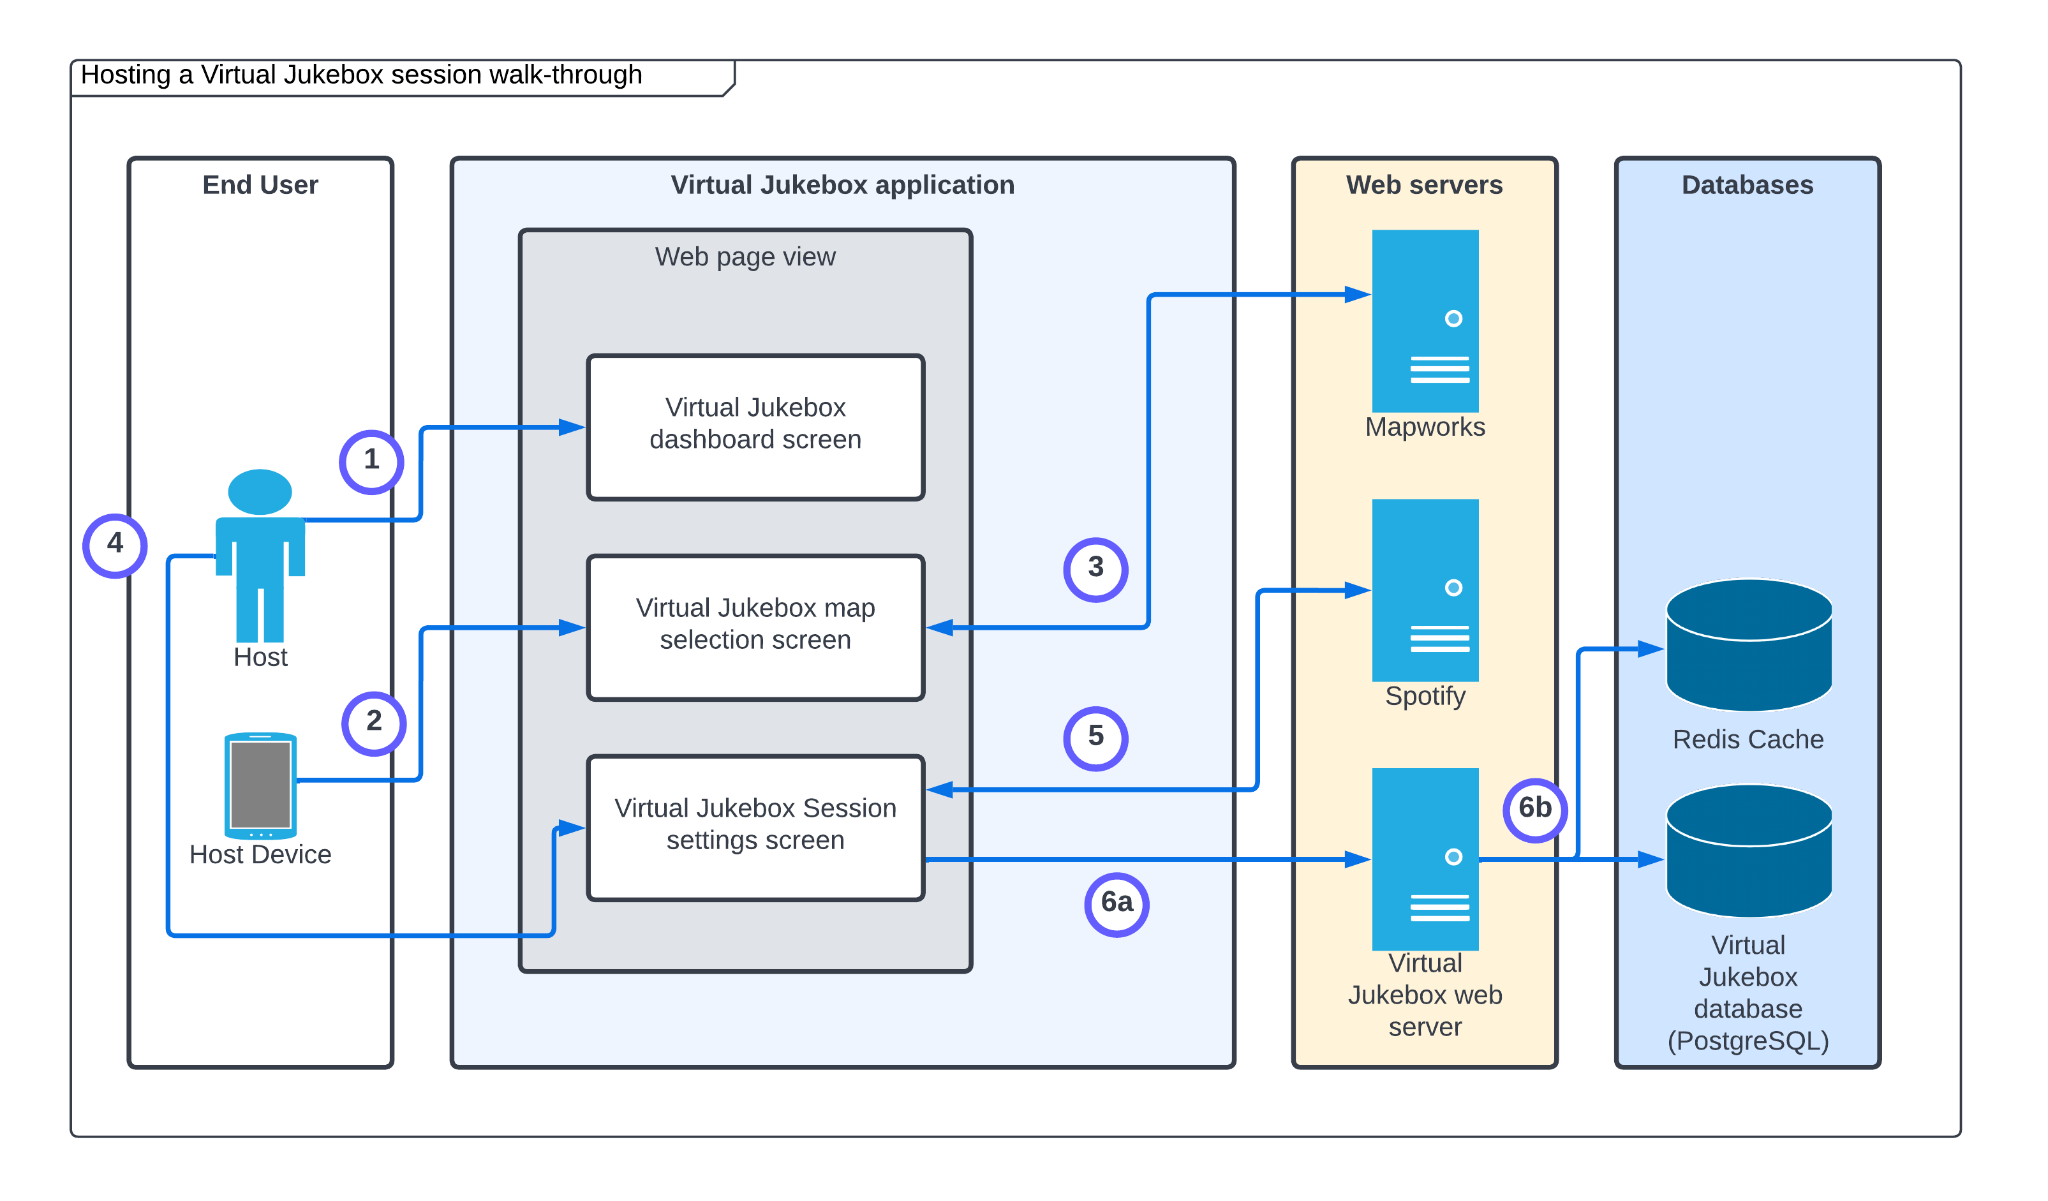 Hosting a Virtual Jukebox session walk-through
End User
1
4
Host
2
Host Device
Virtual Jukebox application
Web page view
Virtual Jukebox
dashboard screen
Virtual Jukebox map
selection screen
Virtual Jukebox Session
settings screen
3
5
6a
Web servers
Mapworks
Spotify
Virtual
Jukebox web
server
6b
Databases
Redis Cache
Virtual
Jukebox
database
(PostgreSQL)